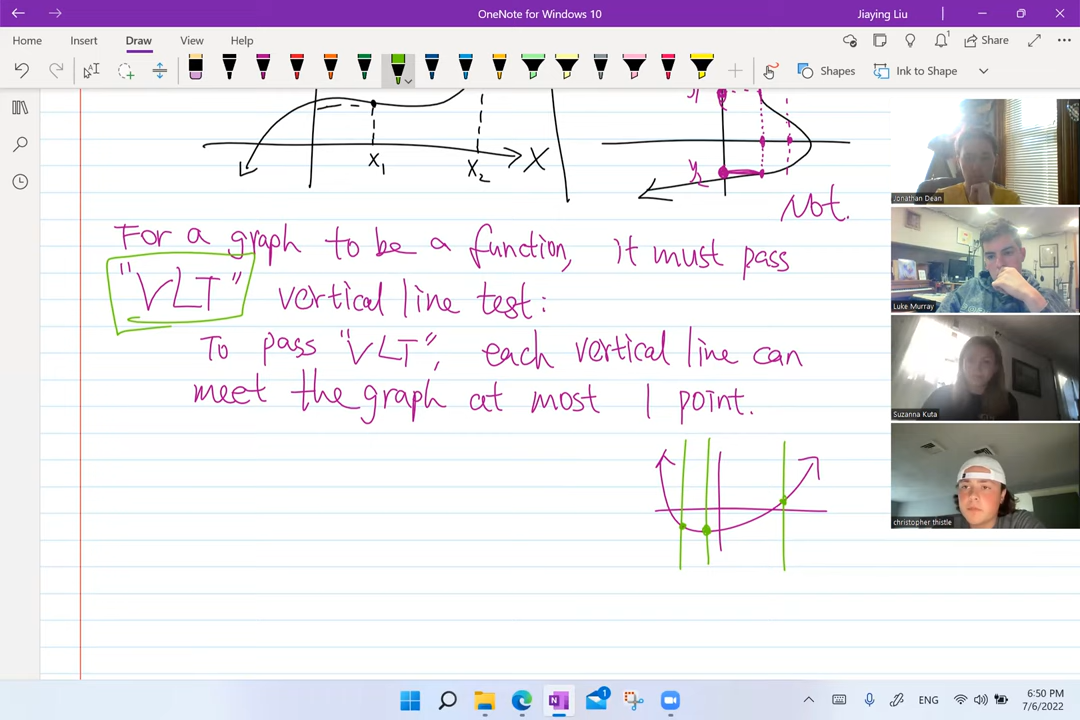 OneNote for Windows 10
Jiaying Liu
Home Insert Draw View Help
Share
Shapes
Ink to Shape
X₁
X₂
X
y₁
y₂
Not.
Jonathan Dean
Luke Murray
Suzanna Kuta
christopher thistle
For a graph to be a function, it must pass
"VLT" vertical line test:
To pass "VLT", each vertical line can
meet the graph at most 1 point.
1
ENG
6:50 PM
7/6/2022